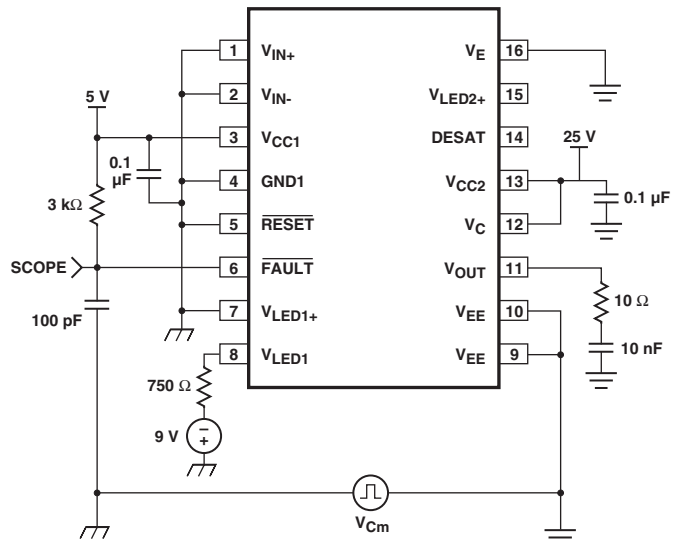 1 V_IN+
2 V_IN-
3 V_CC1
4 GND1
5 RESET
6 FAULT
7 V_LED1+
8 V_LED1
V_E 16
V_LED2+ 15
DESAT 14
V_CC2 13
V_C 12
V_OUT 11
V_EE 10
V_EE 9
5 V
0.1
µF
3 kΩ
SCOPE
100 pF
750 Ω
9 V
−
+
V_Cm
25 V
0.1 µF
10 Ω
10 nF